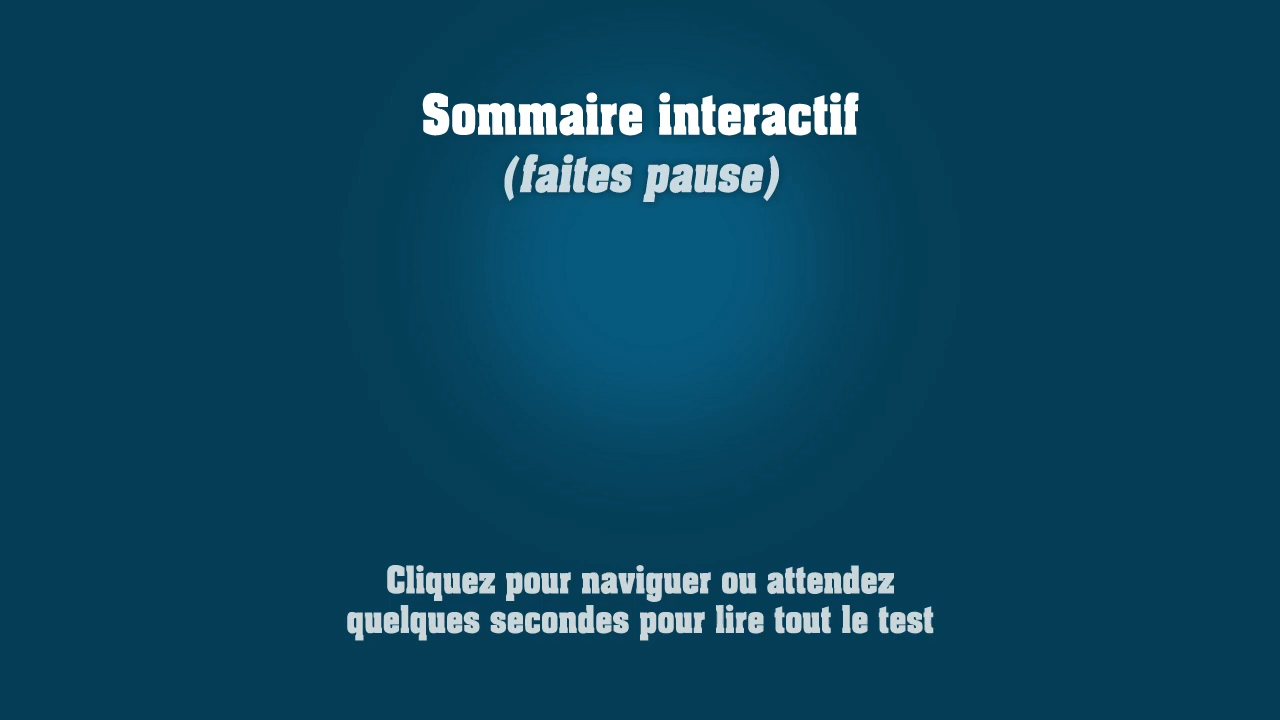 Sommaire interactif
(faites pause)
Cliquez pour naviguer ou attendez
quelques secondes pour lire tout le test